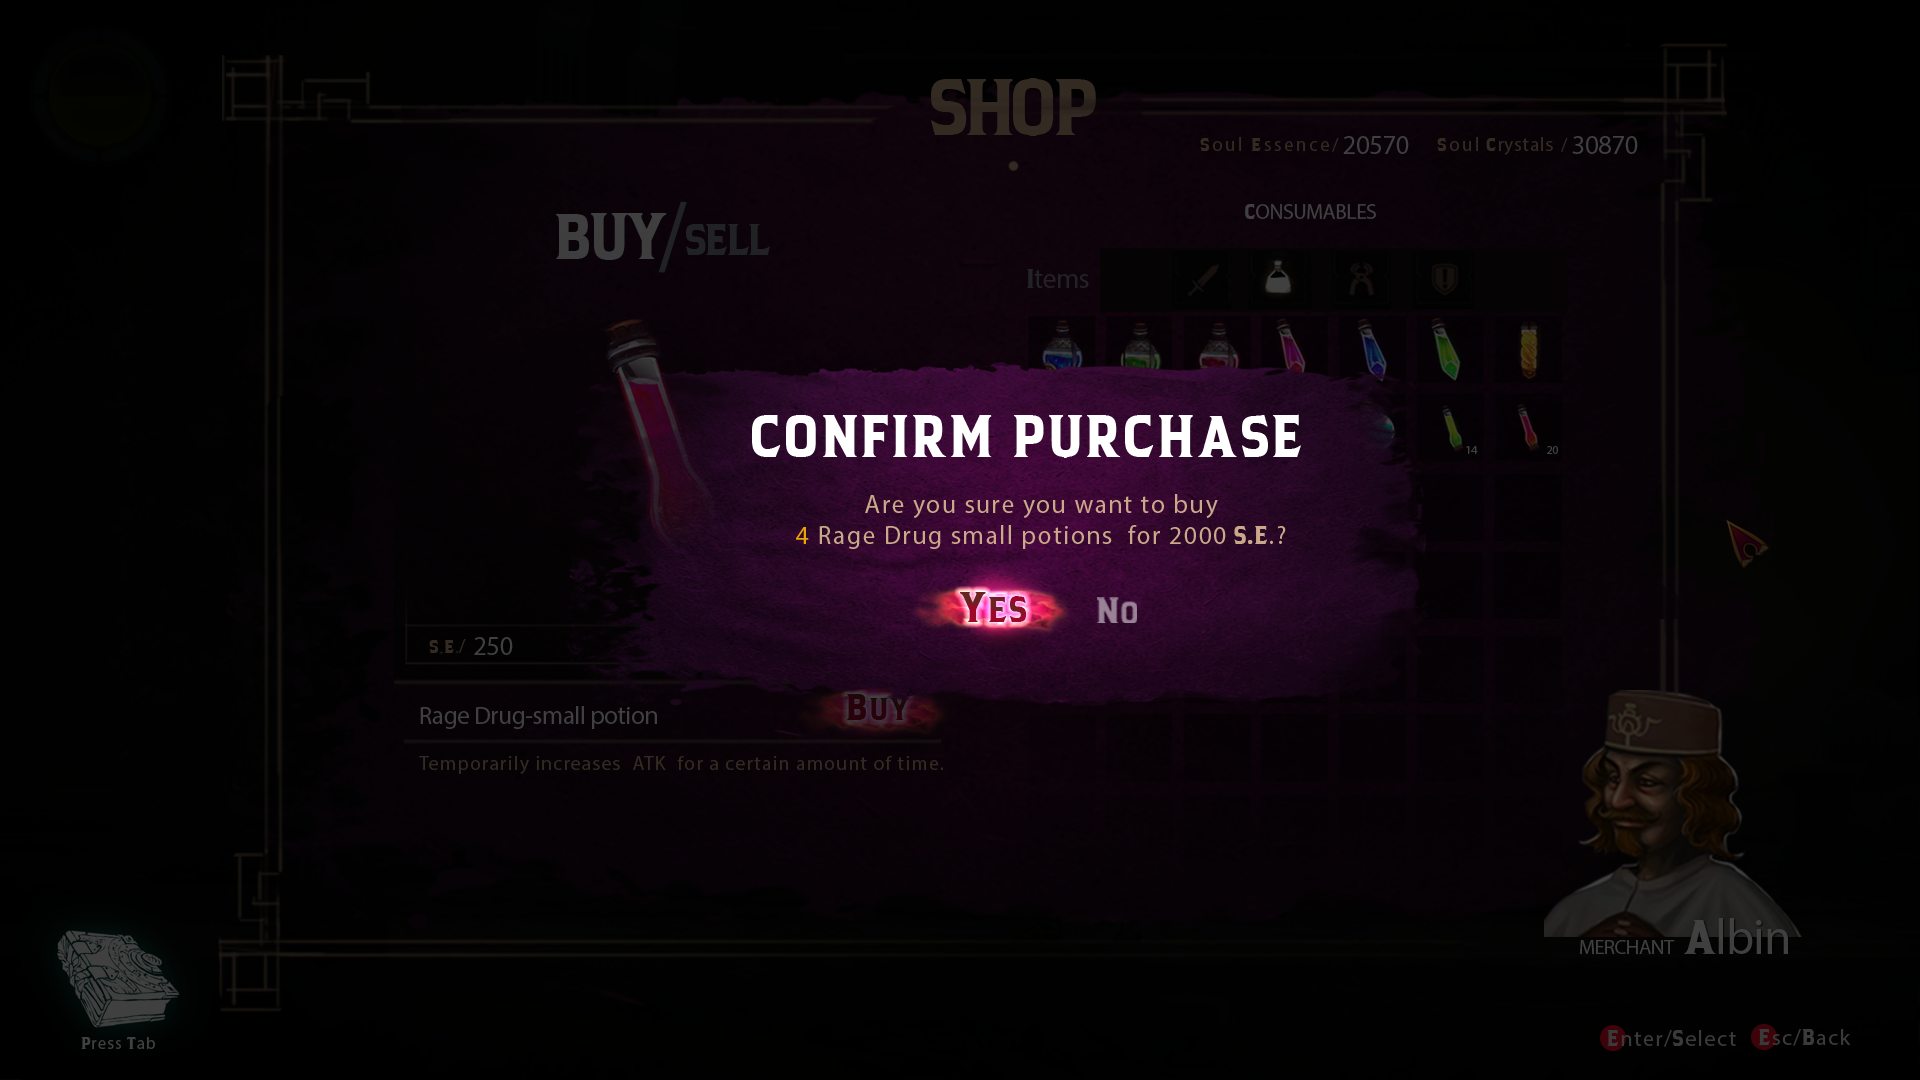 SHOP
Soul Essence/ 20570 Soul Crystals / 30870
CONSUMABLES
BUY/SELL
Items
14
20
CONFIRM PURCHASE
Are you sure you want to buy
4 Rage Drug small potions for 2000 S.E.?
YES NO
S.E./ 250
Rage Drug-small potion
BUY
Temporarily increases ATK for a certain amount of time.
MERCHANT Albin
Press Tab
Enter/Select Esc/Back